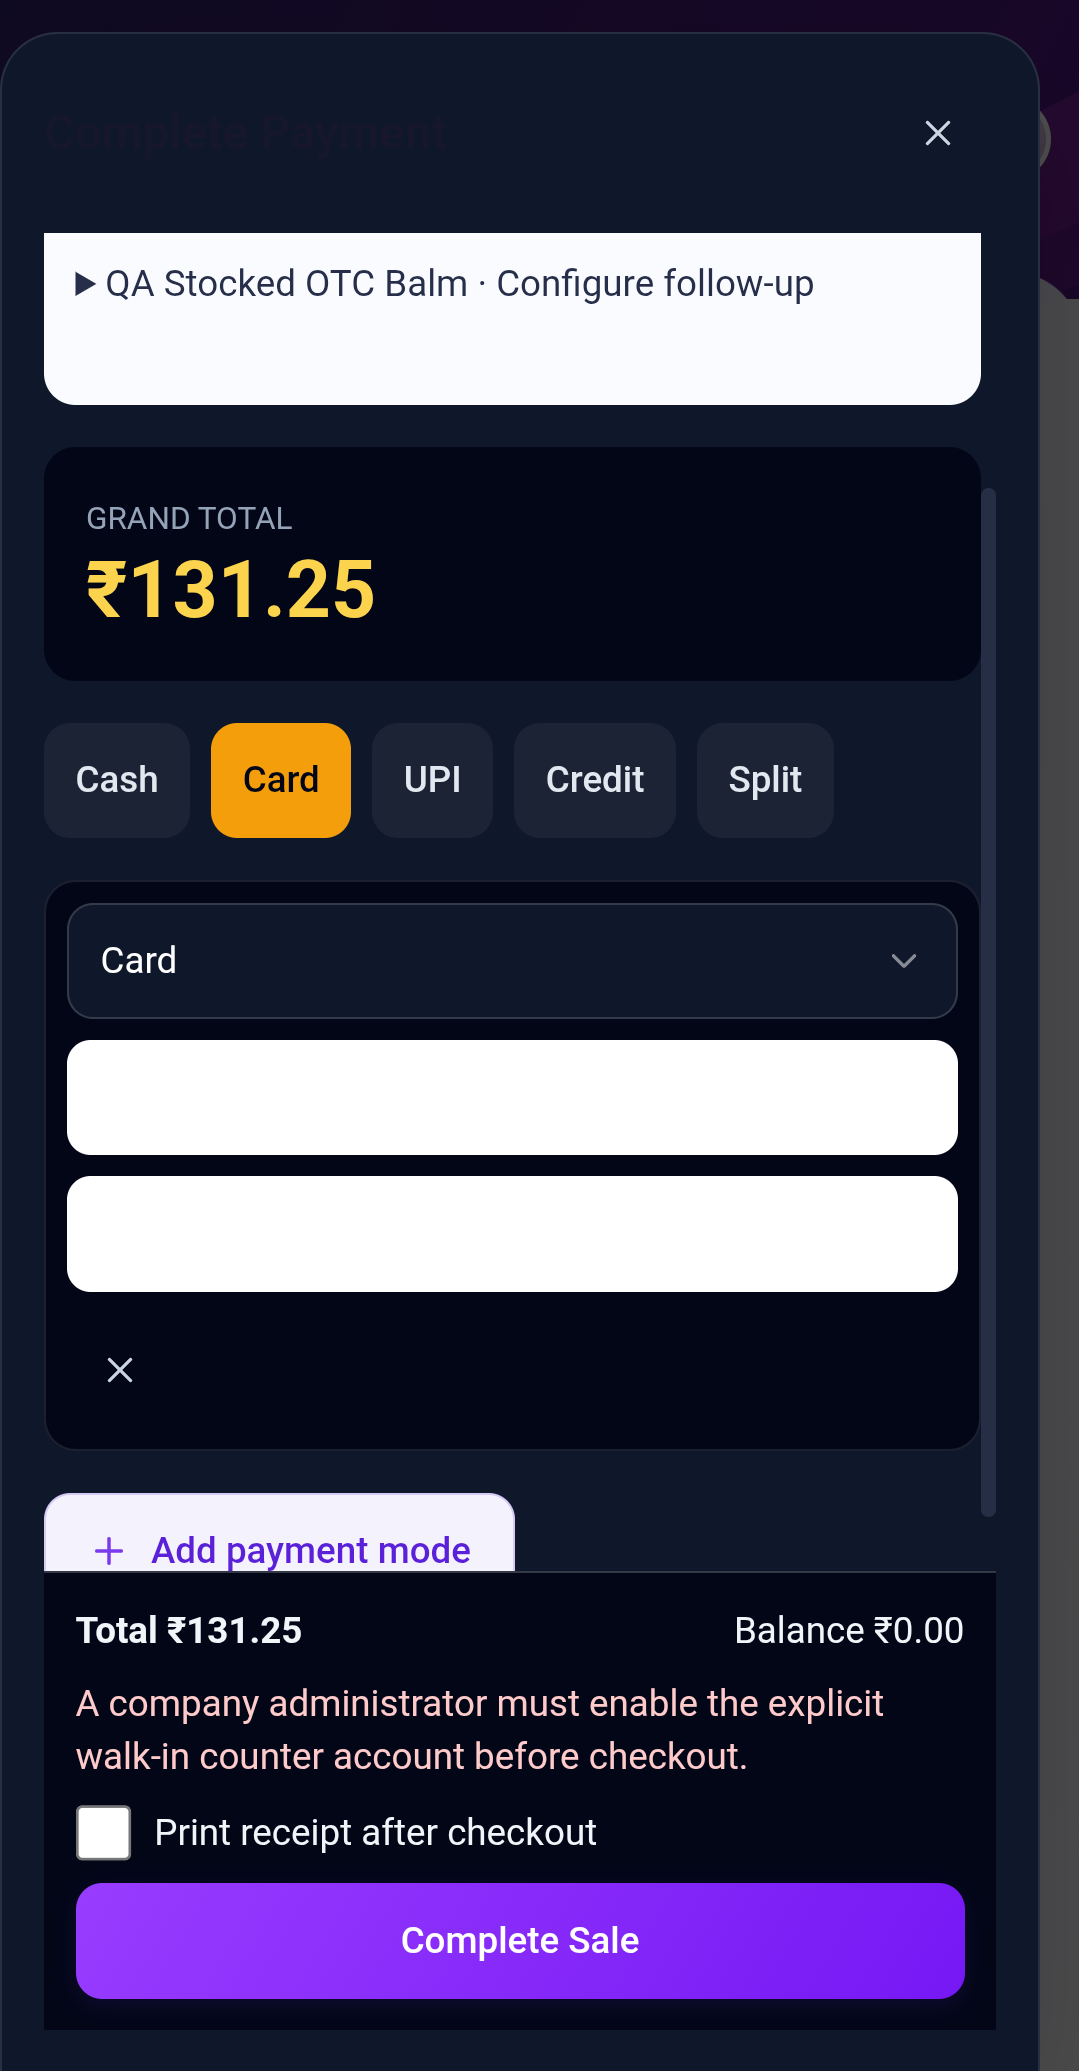 Complete Payment
▶ QA Stocked OTC Balm · Configure follow-up
GRAND TOTAL
₹131.25
Cash Card UPI Credit Split
Card
+ Add payment mode
Total ₹131.25 Balance ₹0.00
A company administrator must enable the explicit
walk-in counter account before checkout.
Print receipt after checkout
Complete Sale